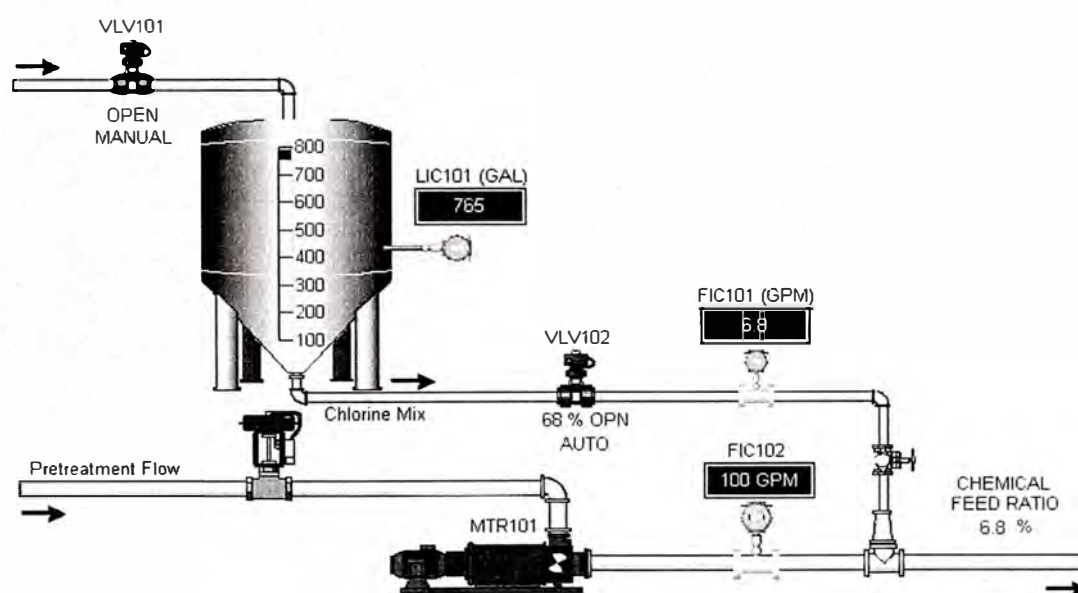 VLV101
OPEN
MANUAL
800
700
600
500
400
300
200
100
LIC101 (GAL)
765
FIC101 (GPM)
6.8
VLV102
68 % OPN
AUTO
Chlorine Mix
Pretreatment Flow
FIC102
100 GPM
MTR101
CHEMICAL
FEED RATIO
6.8 %